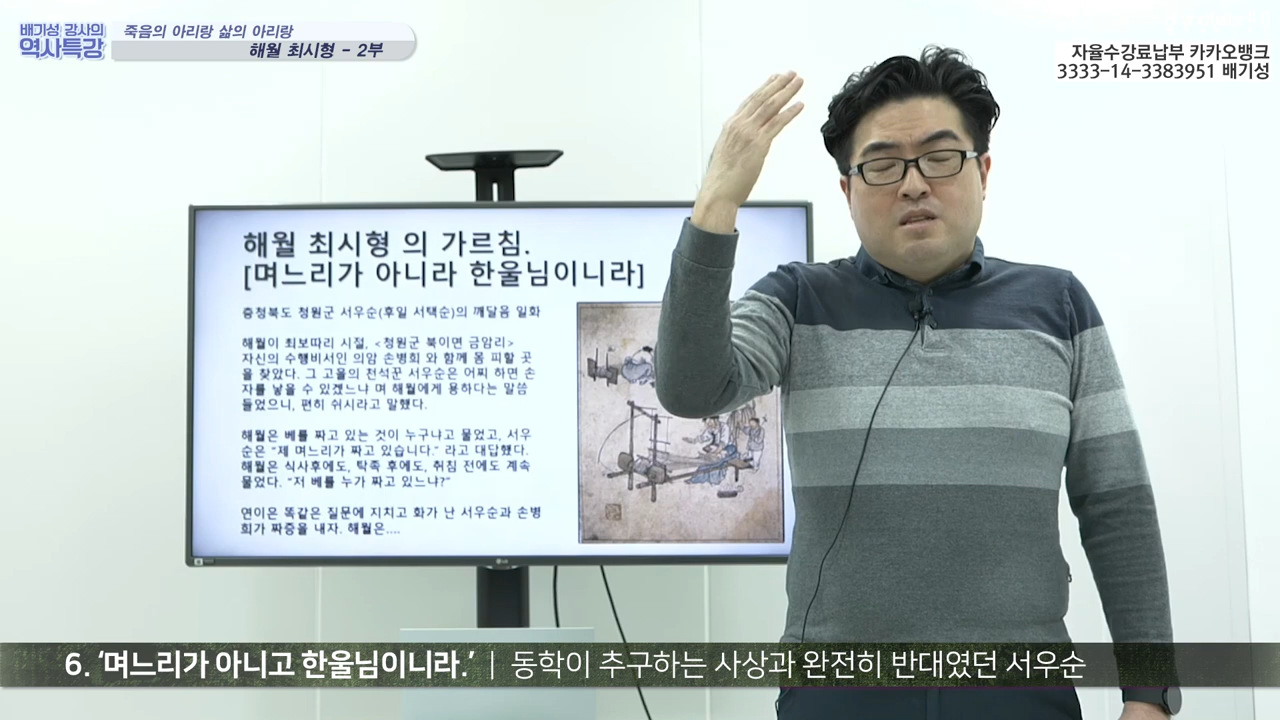 배기성 강사의
역사특강
죽음의 아리랑 삶의 아리랑
해월 최시형 - 2부
자율수강료납부 카카오뱅크
3333-14-3383951 배기성
해월 최시형 의 가르침.
[며느리가 아니라 한울님이니라]
충청북도 청원군 서우순(후일 서택순)의 깨달음 일화
해월이 최보따리 시절, <청원군 북이면 금암리>
자신의 수행비서인 의암 손병희 와 함께 몸 피할 곳
을 찾았다. 그 고을의 천석꾼 서우순은 어찌 하면 손
자를 낳을 수 있겠느냐 며 해월에게 용하다는 말씀
들었으니, 편히 쉬시라고 말했다.
해월은 베를 짜고 있는 것이 누구냐고 물었고, 서우
순은 "제 며느리가 짜고 있습니다." 라고 대답했다.
해월은 식사후에도, 탁족 후에도, 취침 전에도 계속
물었다. "저 베를 누가 짜고 있느냐?"
연이은 똑같은 질문에 지치고 화가 난 서우순과 손병
희가 짜증을 내자. 해월은....
LG
6. ‘며느리가 아니고 한울님이니라.’ | 동학이 추구하는 사상과 완전히 반대였던 서우순